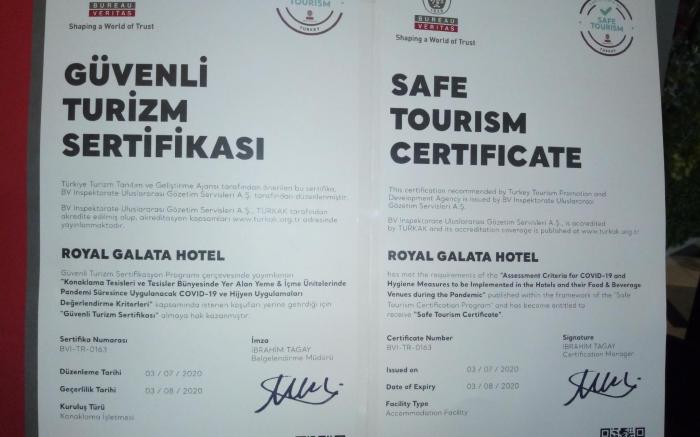 BUREAU
VERITAS
Shaping a World of Trust
TOURISM
TURKEY
GÜVENLİ
TURİZM
SERTİFİKASI
Türkiye Turizm Tanıtım ve Geliştirme Ajansı tarafından önerilen bu sertifika,
BV Inspektorate Uluslararası Gözetim Servisleri A.Ş. tarafından düzenlenmiştir.
BV Inspektorate Uluslararası Gözetim Servisleri A.Ş., TÜRKAK tarafından
akredite edilmiş olup, akreditasyon kapsamları www.turkak.org.tr adresinde
yayınlanmaktadır.
ROYAL GALATA HOTEL
Güvenli Turizm Sertifikasyon Programı çerçevesinde yayımlanan
"Konaklama Tesisleri ve Tesisler Bünyesinde Yer Alan Yeme & İçme Ünitelerinde
Pandemi Süresince Uygulanacak COVID-19 ve Hijyen Uygulamaları
Değerlendirme Kriterleri" kapsamında istenen koşulları yerine getirdiği için
"Güvenli Turizm Sertifikası" almaya hak kazanmıştır.
Sertifika Numarası
BVI-TR-0163
İmza
İBRAHİM TAGAY
Belgelendirme Müdürü
Düzenleme Tarihi 03 / 07 / 2020
Geçerlilik Tarihi 03 / 08 / 2020
Kuruluş Türü
Konaklama İşletmesi
BUREAU
VERITAS
Shaping a World of Trust
SAFE
TOURISM
TURKEY
SAFE
TOURISM
CERTIFICATE
This certification recommended by Turkey Tourism Promotion and
Development Agency is issued by BV Inspektorate Uluslararası
Gözetim Servisleri A.Ş.
BV Inspektorate Uluslararası Gözetim Servisleri A.Ş., is accredited
by TURKAK and its accreditation coverage is published at www.turkak.org.tr
ROYAL GALATA HOTEL
has met the requirements of the "Assessment Criteria for COVID-19 and
Hygiene Measures to be Implemented in the Hotels and their Food & Beverage
Venues during the Pandemic" published within the framework of the "Safe
Tourism Certification Program" and has become entitled to
receive "Safe Tourism Certificate".
Certificate Number
BVI-TR-0163
Signature
İBRAHİM TAGAY
Certification Manager
Issued on 03 / 07 / 2020
Date of Expiry 03 / 08 / 2020
Facility Type
Accommodation Facility